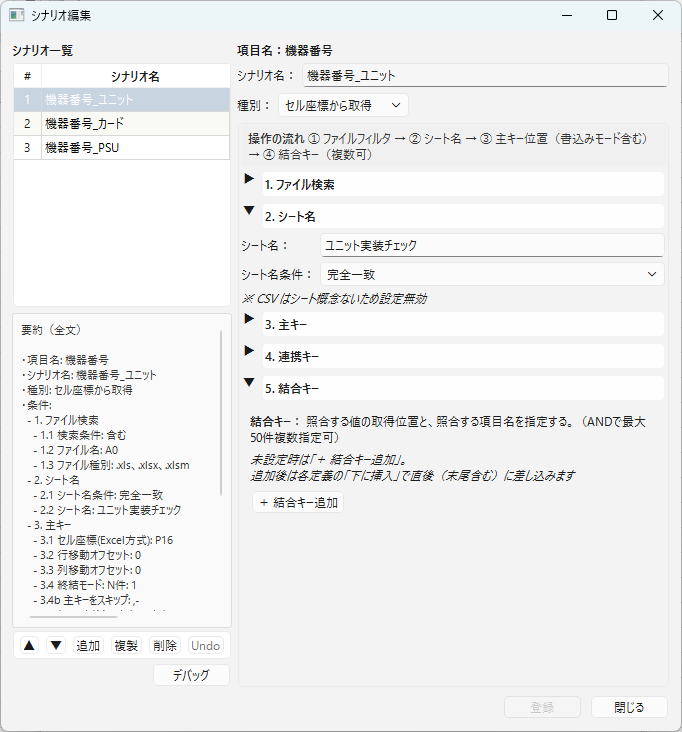 シナリオ編集
シナリオ一覧
# シナリオ名
1 機器番号_ユニット
2 機器番号_カード
3 機器番号_PSU
要約（全文）
・項目名: 機器番号
・シナリオ名: 機器番号_ユニット
・種別: セル座標から取得
・条件:
- 1. ファイル検索
- 1.1 検索条件: 含む
- 1.2 ファイル名: A0
- 1.3 ファイル種別: .xls、.xlsx、.xlsm
- 2. シート名
- 2.1 シート名条件: 完全一致
- 2.2 シート名: ユニット実装チェック
- 3. 主キー
- 3.1 セル座標(Excel方式): P16
- 3.2 行移動オフセット: 0
- 3.3 列移動オフセット: 0
- 3.4 終結モード: N件: 1
- 3.4b 主キーをスキップ: ,-
▲ ▼ 追加 複製 削除 Undo
デバッグ
項目名：機器番号
シナリオ名： 機器番号_ユニット
種別： セル座標から取得
操作の流れ ① ファイルフィルタ → ② シート名 → ③ 主キー位置（書込みモード含む）
→ ④ 結合キー（複数可）
▶ 1. ファイル検索
▼ 2. シート名
シート名： ユニット実装チェック
シート名条件： 完全一致
※ CSVはシート概念ないため設定無効
▶ 3. 主キー
▶ 4. 連携キー
▼ 5. 結合キー
結合キー： 照合する値の取得位置と、照合する項目名を指定する。（ANDで最大
50件複数指定可）
未設定時は「＋ 結合キー追加」。
追加後は各定義の「下に挿入」で直後（末尾含む）に差し込みます
＋ 結合キー追加
登録 閉じる